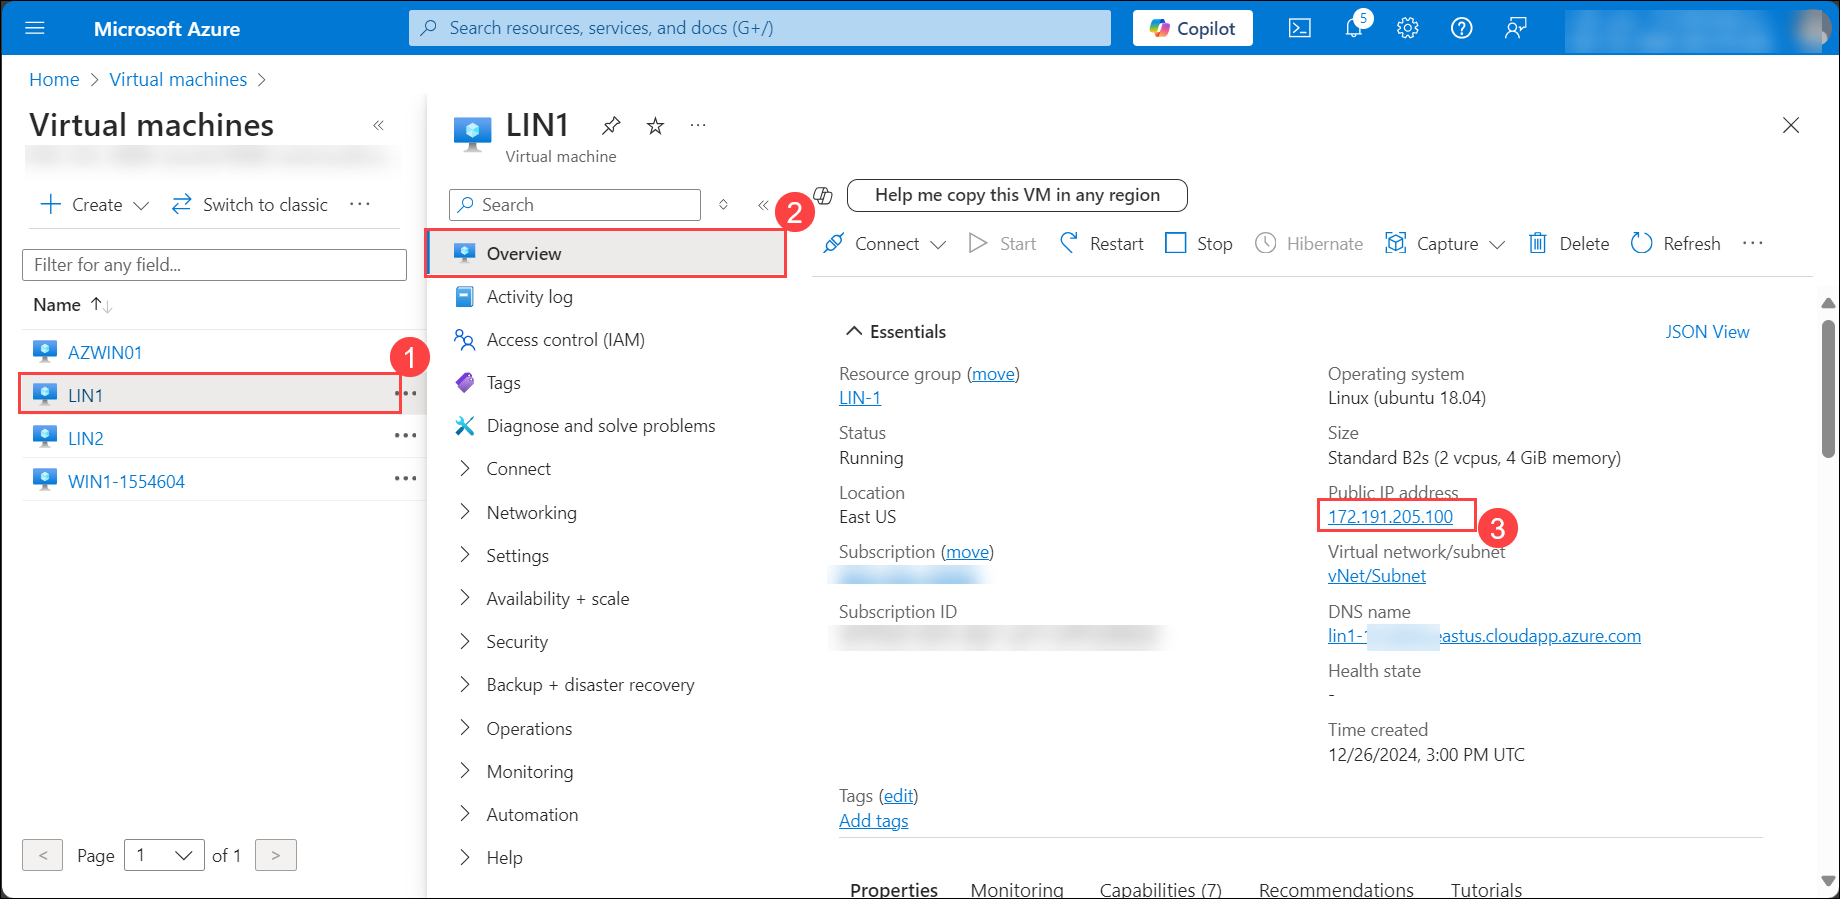 Microsoft Azure
Search resources, services, and docs (G+/)
Copilot
5
Home > Virtual machines >
Virtual machines
«
Create
Switch to classic
...
Filter for any field...
Name ↑↓
AZWIN01
1
LIN1
...
LIN2
...
WIN1-1554604
...
< Page 1 of 1 >
LIN1
...
Virtual machine
Search
«
2
Overview
Activity log
Access control (IAM)
Tags
Diagnose and solve problems
Connect
Networking
Settings
Availability + scale
Security
Backup + disaster recovery
Operations
Monitoring
Automation
Help
Help me copy this VM in any region
Connect
Start
Restart
Stop
Hibernate
Capture
Delete
Refresh
...
Essentials
JSON View
Resource group (move)
LIN-1
Status
Running
Location
East US
Subscription (move)
Subscription ID
Operating system
Linux (ubuntu 18.04)
Size
Standard B2s (2 vcpus, 4 GiB memory)
Public IP address
172.191.205.100
3
Virtual network/subnet
vNet/Subnet
DNS name
lin1- eastus.cloudapp.azure.com
Health state
-
Time created
12/26/2024, 3:00 PM UTC
Tags (edit)
Add tags
Properties
Monitoring
Capabilities (7)
Recommendations
Tutorials